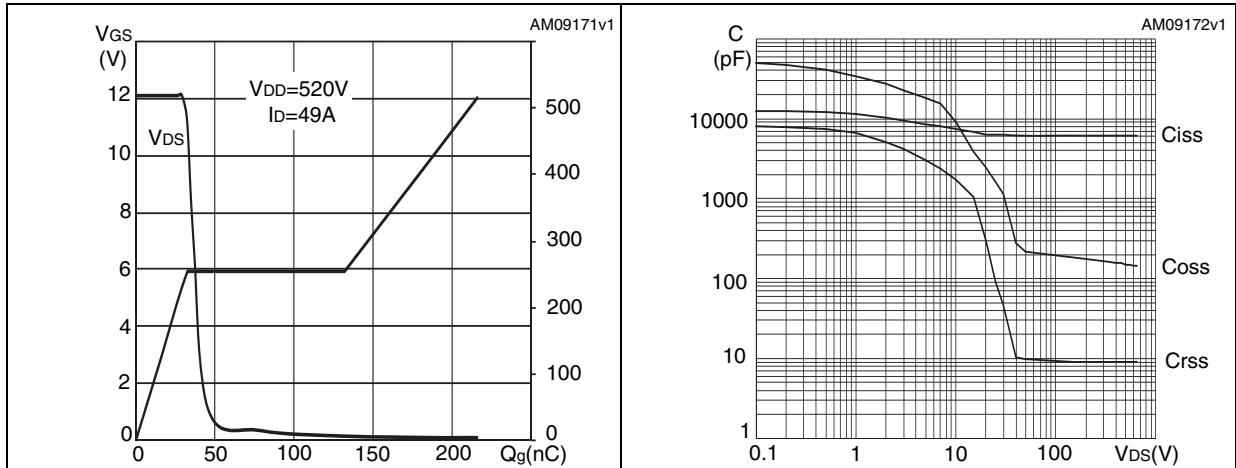 AM09171v1
VGS
(V)
VDD=520V
ID=49A
VDS
12
10
8
6
4
2
0
500
400
300
200
100
0
0
50
100
150
200
Qg(nC)
AM09172v1
C
(pF)
10000
1000
100
10
1
Ciss
Coss
Crss
0.1
1
10
100
VDS(V)